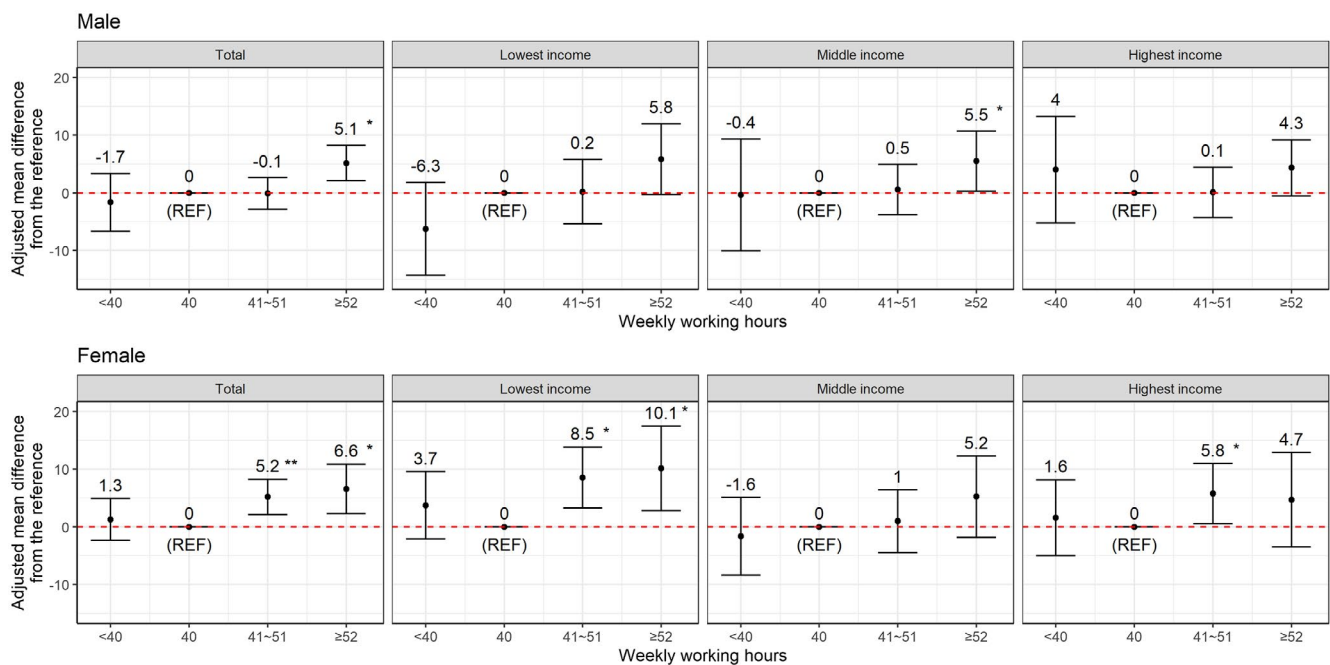 Male
Total Lowest income Middle income Highest income
Adjusted mean difference
from the reference
20
10
0
-10
-1.7 0 (REF) -0.1 5.1 *
-6.3 0 (REF) 0.2 5.8
-0.4 0 (REF) 0.5 5.5 *
4 0 (REF) 0.1 4.3
<40 40 41~51 ≥52 <40 40 41~51 ≥52 <40 40 41~51 ≥52 <40 40 41~51 ≥52
Weekly working hours
Female
Total Lowest income Middle income Highest income
Adjusted mean difference
from the reference
20
10
0
-10
1.3 0 (REF) 5.2 ** 6.6 *
3.7 0 (REF) 8.5 * 10.1 *
-1.6 0 (REF) 1 5.2
1.6 0 (REF) 5.8 * 4.7
<40 40 41~51 ≥52 <40 40 41~51 ≥52 <40 40 41~51 ≥52 <40 40 41~51 ≥52
Weekly working hours